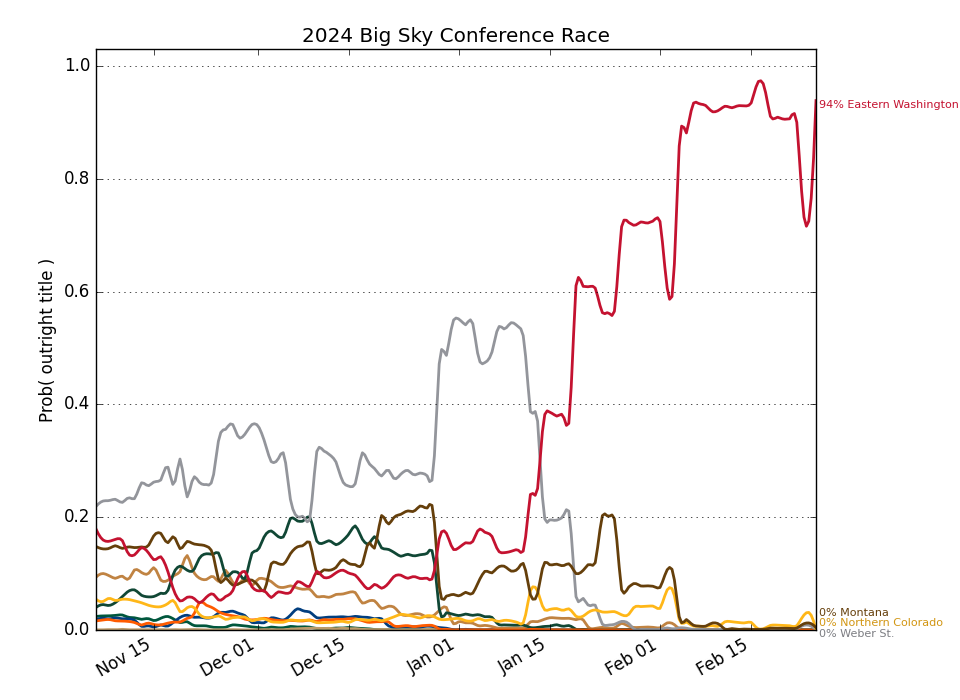 2024 Big Sky Conference Race
Prob( outright title )
1.0
0.8
0.6
0.4
0.2
0.0
94% Eastern Washington
0% Montana
0% Northern Colorado
0% Weber St.
Nov 15
Dec 01
Dec 15
Jan 01
Jan 15
Feb 01
Feb 15